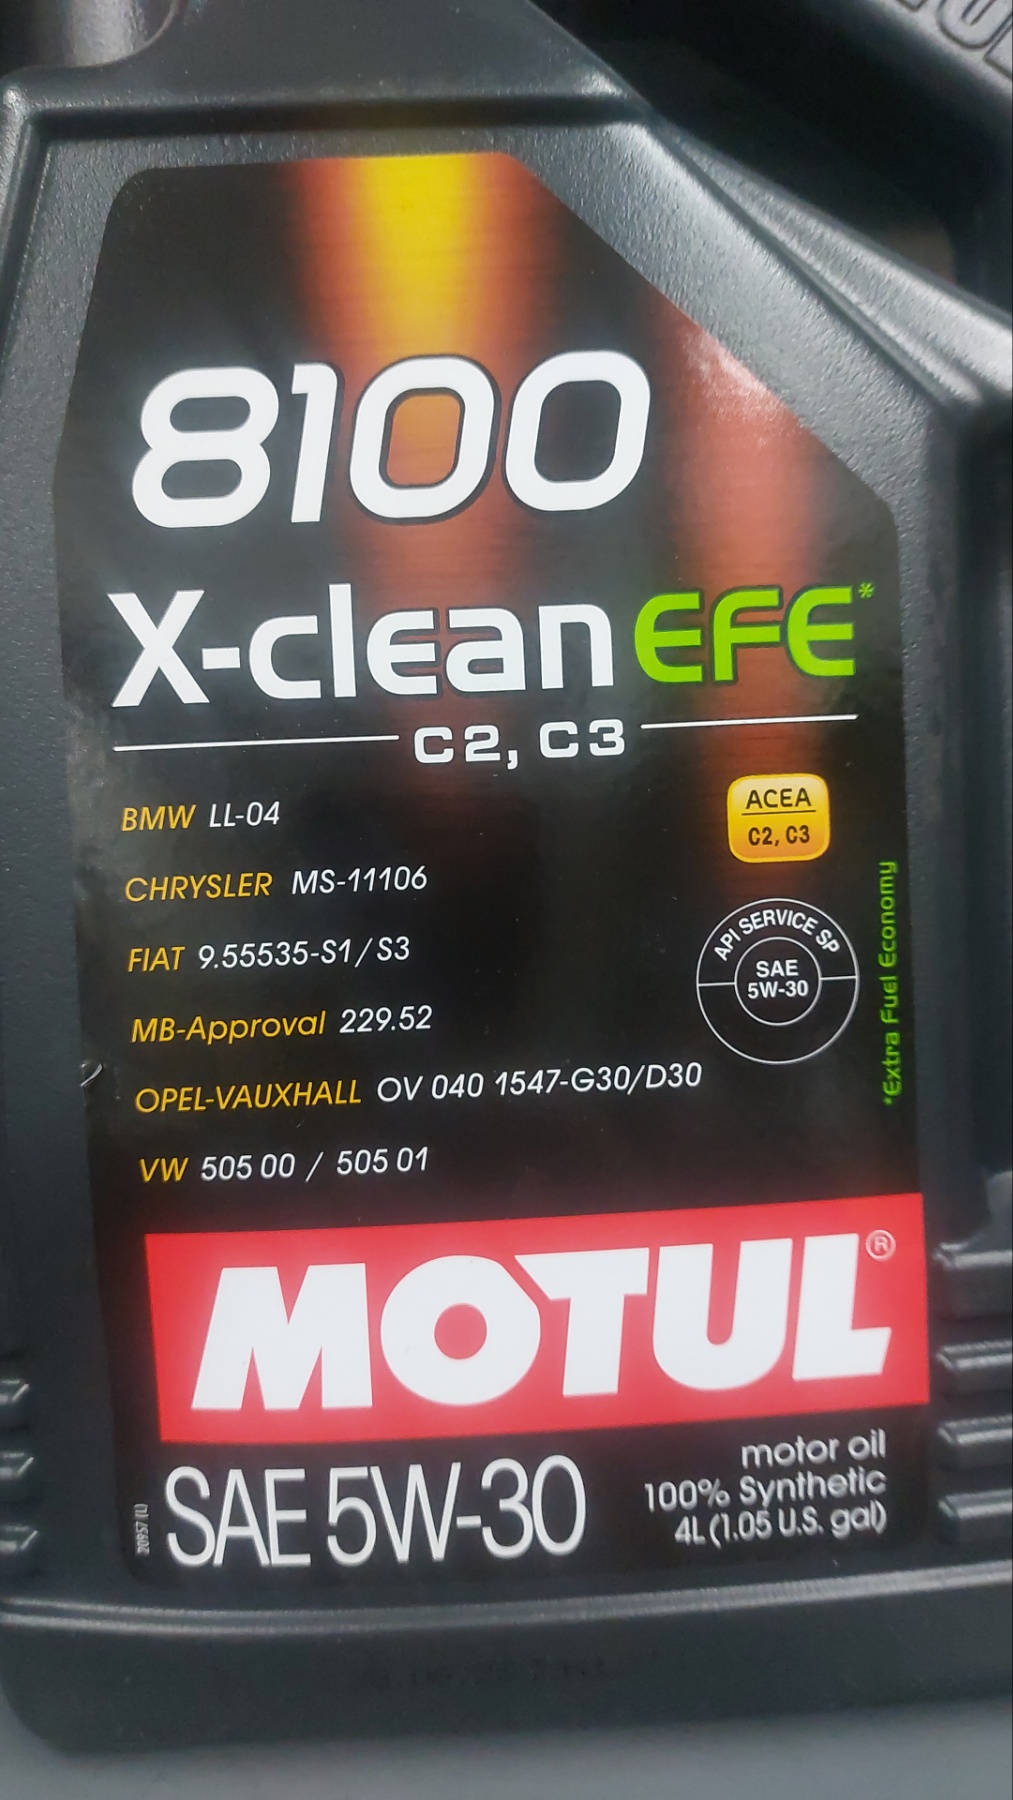 8100
X-clean EFE*
C2, C3
BMW LL-04
CHRYSLER MS-11106
FIAT 9.55535-S1/S3
MB-Approval 229.52
OPEL-VAUXHALL OV 040 1547-G30/D30
VW 505 00 / 505 01
ACEA
C2, C3
API SERVICE SP
SAE
5W-30
*Extra Fuel Economy
MOTUL®
SAE 5W-30
motor oil
100% Synthetic
4L (1.05 U.S. gal)
20957 (L)